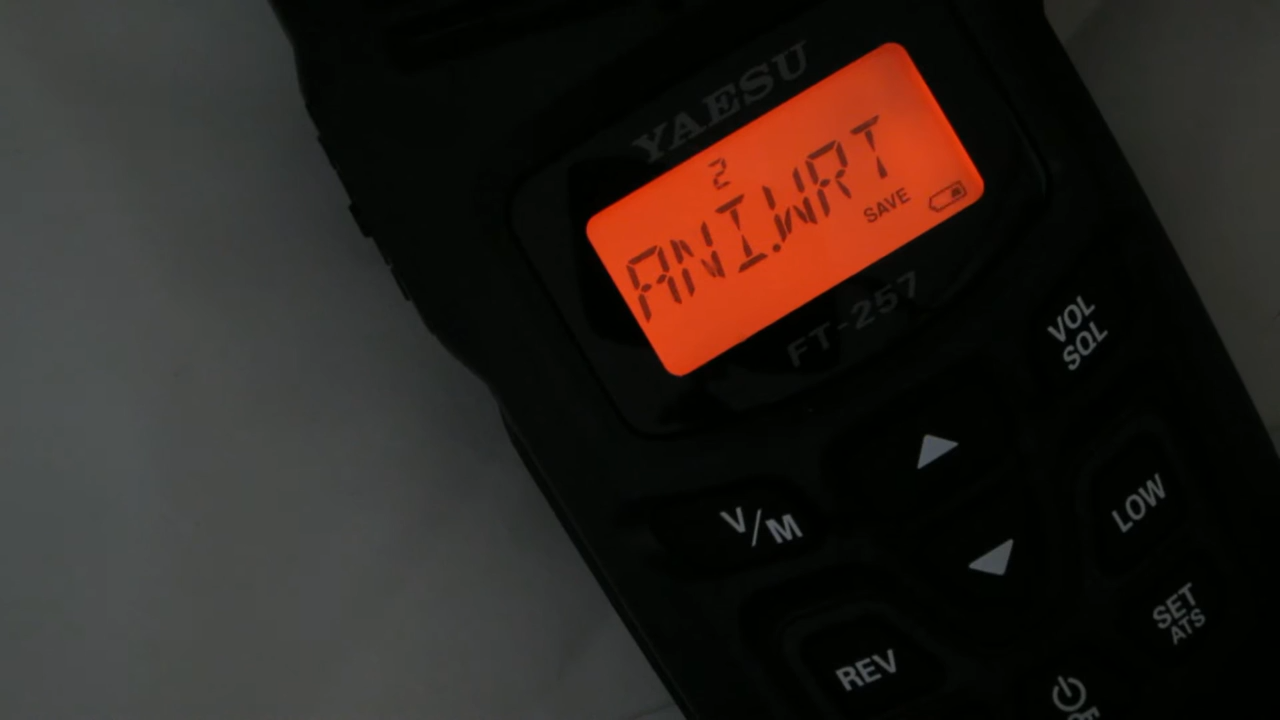 YAESU
2
ANI.WRT
SAVE
FT-257
VOL
SQL
V/M
LOW
SET
ATS
REV